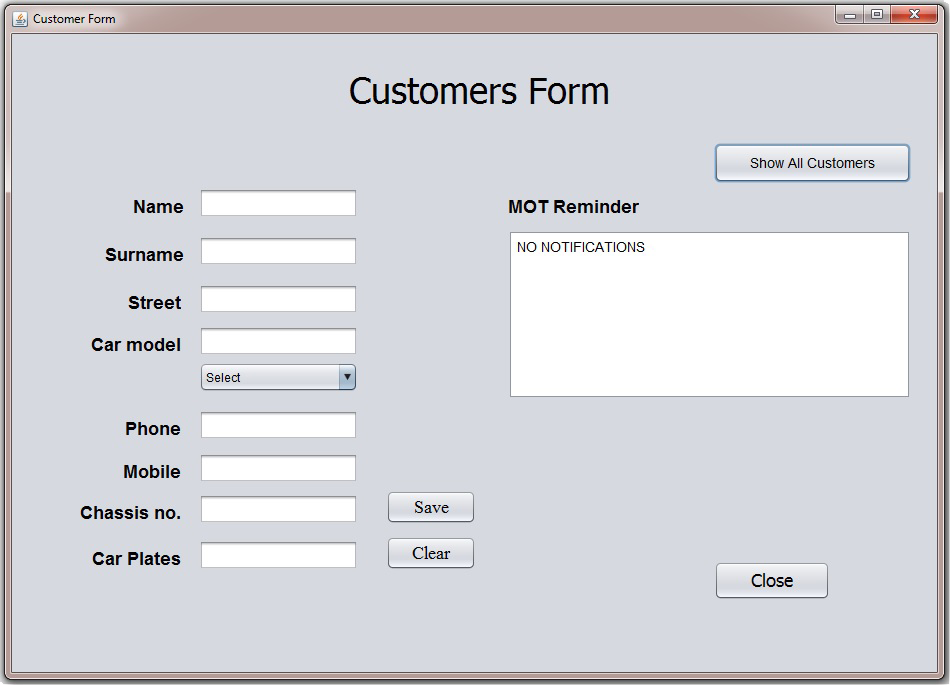 Customer Form
Customers Form
Show All Customers
Name
MOT Reminder
NO NOTIFICATIONS
Surname
Street
Car model
Select
Phone
Mobile
Chassis no.
Save
Car Plates
Clear
Close